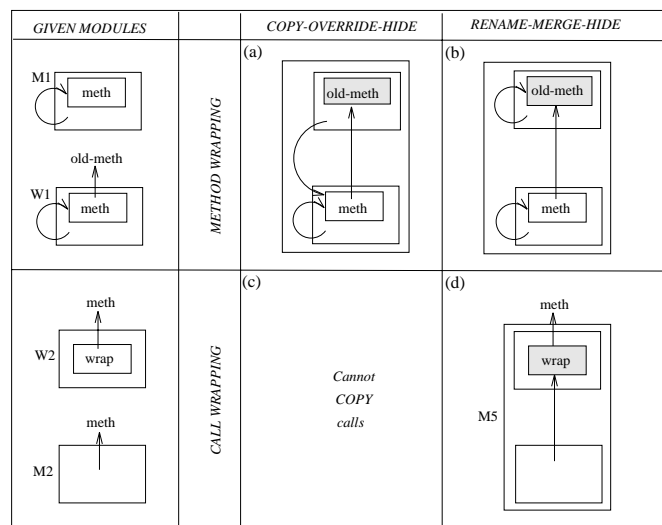 GIVEN MODULES
COPY-OVERRIDE-HIDE
RENAME-MERGE-HIDE
M1
meth
old-meth
W1
meth
METHOD WRAPPING
(a)
old-meth
meth
(b)
old-meth
meth
meth
W2
wrap
meth
M2
CALL WRAPPING
(c)
Cannot
COPY
calls
(d)
meth
wrap
M5